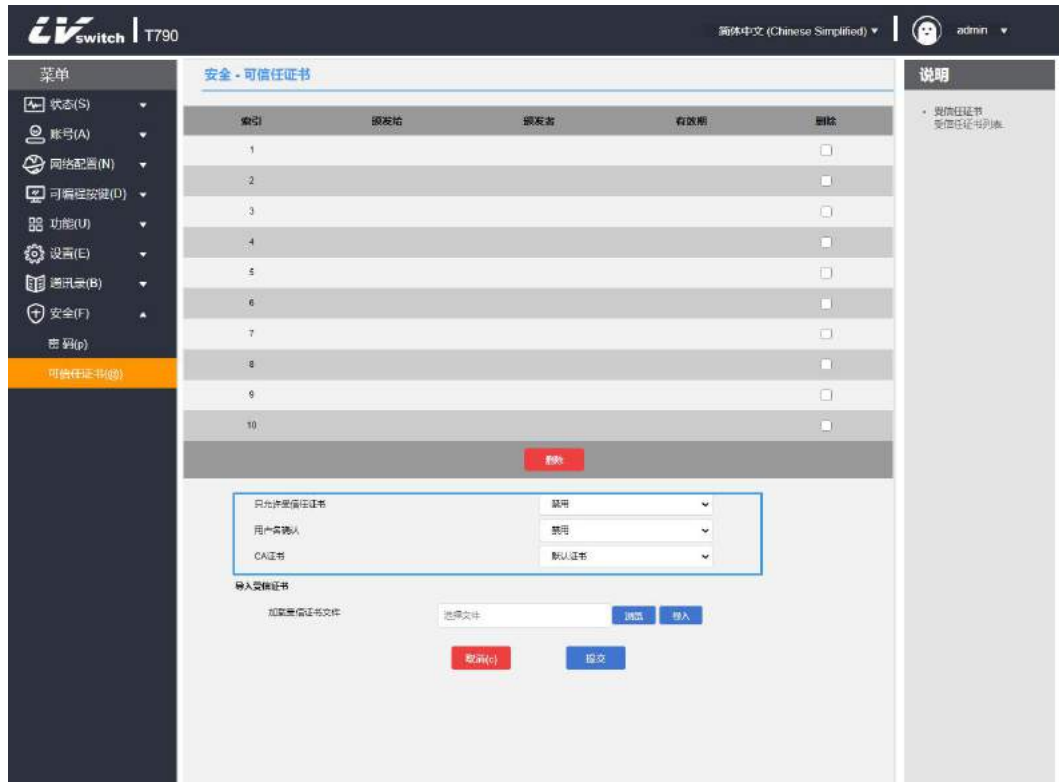 LVswitch T790
简体中文 (Chinese Simplified) ▼
admin ▼
菜单
状态(S)
账号(A)
网络配置(N)
可编程按键(D)
功能(U)
设置(E)
通讯录(B)
安全(F)
密码(p)
可信任证书(@)
安全 - 可信任证书
索引 颁发给 颁发者 有效期 删除
1
2
3
4
5
6
7
8
9
10
删除
只允许受信任证书 禁用
用户名确认 禁用
CA证书 默认证书
导入受信证书
加载受信证书文件 选择文件 浏览 导入
取消(c) 提交
说明
• 受信任证书
受信任证书列表.